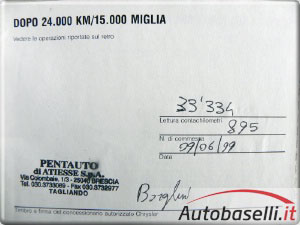 DOPO 24.000 KM/15.000 MIGLIA
Vedere le operazioni riportate sul retro
33'334
Lettura contachilometri
895
N. di commessa
09/06/99
Data
PENTAUTO
di ATIESSE S.p.A.
Via Colombaie, 1/3 - 25040 BRESCIA
Tel. 030.3733089 - Fax 030.3732977
TAGLIANDO
Timbro e firma del concessionario autorizzato Chrysler
Autobaselli.it